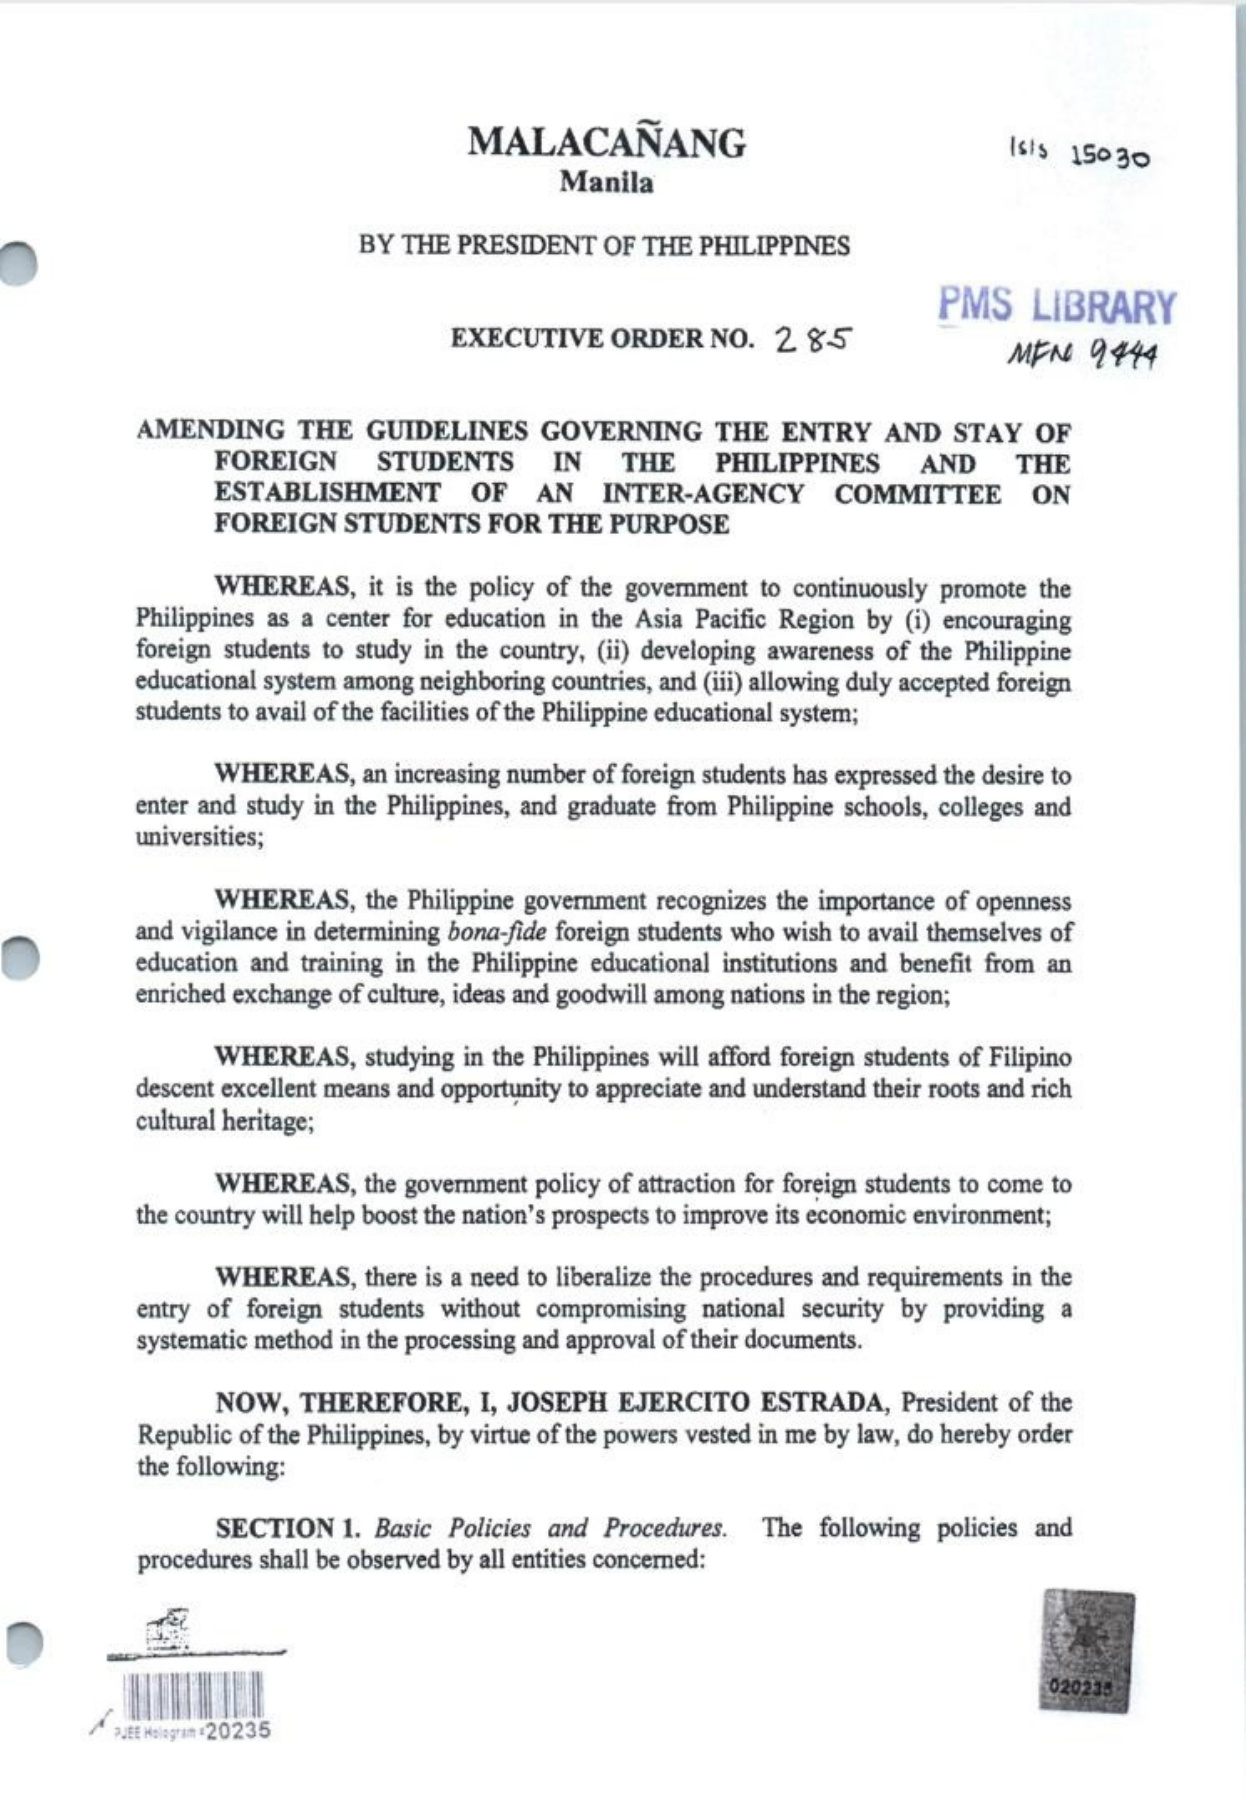 MALACAÑANG
Isis 15030
Manila
BY THE PRESIDENT OF THE PHILIPPINES
PMS LIBRARY
EXECUTIVE ORDER NO. 285
MFN 9444
AMENDING THE GUIDELINES GOVERNING THE ENTRY AND STAY OF
FOREIGN STUDENTS IN THE PHILIPPINES AND THE
ESTABLISHMENT OF AN INTER-AGENCY COMMITTEE ON
FOREIGN STUDENTS FOR THE PURPOSE
WHEREAS, it is the policy of the government to continuously promote the
Philippines as a center for education in the Asia Pacific Region by (i) encouraging
foreign students to study in the country, (ii) developing awareness of the Philippine
educational system among neighboring countries, and (iii) allowing duly accepted foreign
students to avail of the facilities of the Philippine educational system;
WHEREAS, an increasing number of foreign students has expressed the desire to
enter and study in the Philippines, and graduate from Philippine schools, colleges and
universities;
WHEREAS, the Philippine government recognizes the importance of openness
and vigilance in determining bona-fide foreign students who wish to avail themselves of
education and training in the Philippine educational institutions and benefit from an
enriched exchange of culture, ideas and goodwill among nations in the region;
WHEREAS, studying in the Philippines will afford foreign students of Filipino
descent excellent means and opportunity to appreciate and understand their roots and rich
cultural heritage;
WHEREAS, the government policy of attraction for foreign students to come to
the country will help boost the nation's prospects to improve its economic environment;
WHEREAS, there is a need to liberalize the procedures and requirements in the
entry of foreign students without compromising national security by providing a
systematic method in the processing and approval of their documents.
NOW, THEREFORE, I, JOSEPH EJERCITO ESTRADA, President of the
Republic of the Philippines, by virtue of the powers vested in me by law, do hereby order
the following:
SECTION 1. Basic Policies and Procedures. The following policies and
procedures shall be observed by all entities concerned:
020235
PJEE Hologram #20235